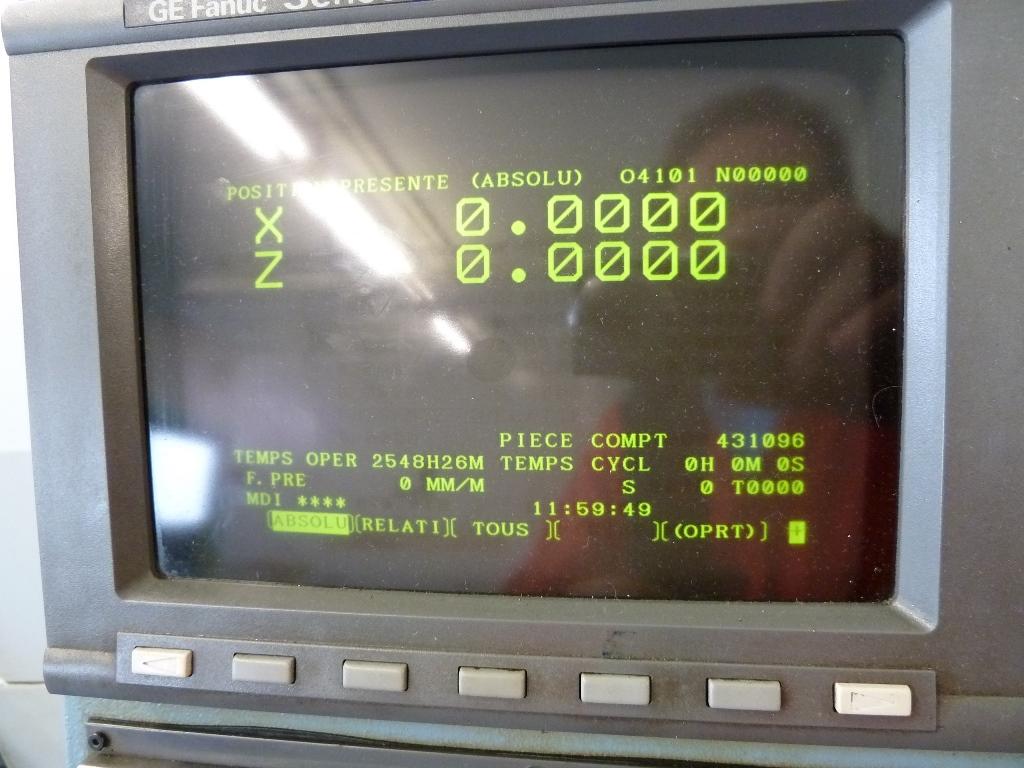 GE Fanuc
POSITION PRESENTE (ABSOLU) O4101 N00000
X 0.0000
Z 0.0000
PIECE COMPT 431096
TEMPS OPER 2548H26M TEMPS CYCL 0H 0M 0S
F. PRE 0 MM/M S 0 T0000
MDI **** 11:59:49
[ABSOLU][RELATI][ TOUS ][ ][(OPRT)] +